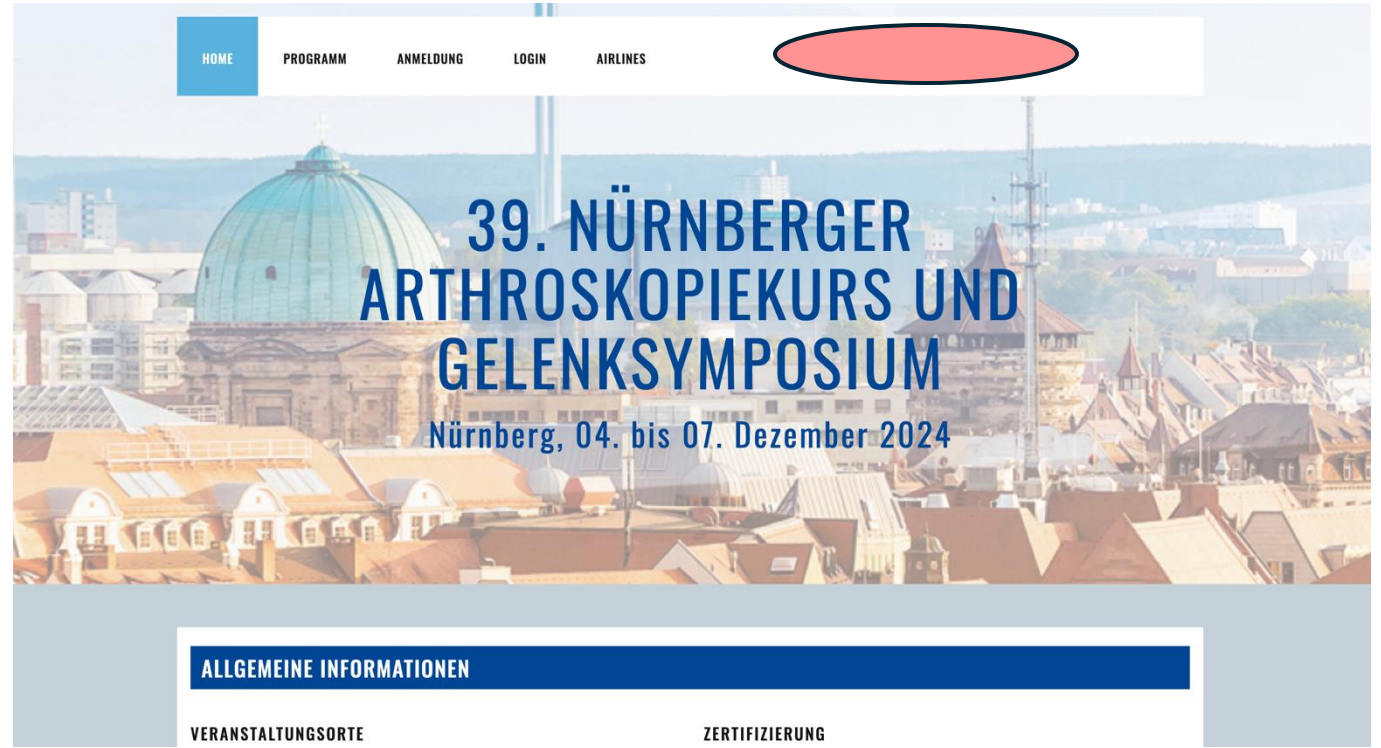 HOME PROGRAMM ANMELDUNG LOGIN AIRLINES
39. NÜRNBERGER
ARTHROSKOPIEKURS UND
GELENKSYMPOSIUM
Nürnberg, 04. bis 07. Dezember 2024
ALLGEMEINE INFORMATIONEN
VERANSTALTUNGSORTE
ZERTIFIZIERUNG